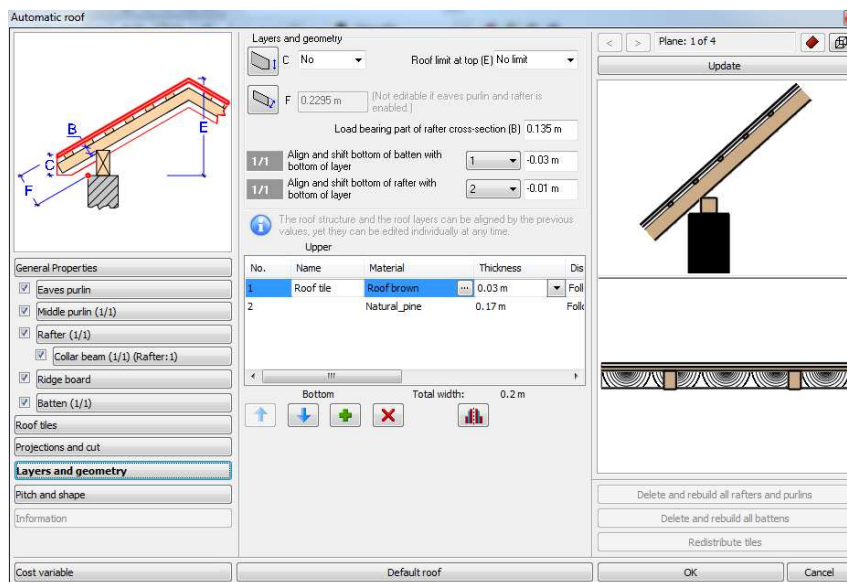 Automatic roof
B
C
F
E
General Properties
Eaves purlin
Middle purlin (1/1)
Rafter (1/1)
Collar beam (1/1) (Rafter:1)
Ridge board
Batten (1/1)
Roof tiles
Projections and cut
Layers and geometry
Pitch and shape
Information
Cost variable
Layers and geometry
C No Roof limit at top (E) No limit
F 0.2295 m (Not editable if eaves purlin and rafter is
enabled.)
Load bearing part of rafter cross-section (B) 0.135 m
1/1 Align and shift bottom of batten with
bottom of layer 1 -0.03 m
1/1 Align and shift bottom of rafter with
bottom of layer 2 -0.01 m
The roof structure and the roof layers can be aligned by the previous
values, yet they can be edited individually at any time.
Upper
No. Name Material Thickness Dis
1 Roof tile Roof brown ... 0.03 m Foll
2 Natural_pine 0.17 m Follo
Bottom Total width: 0.2 m
Default roof
< > Plane: 1 of 4
Update
Delete and rebuild all rafters and purlins
Delete and rebuild all battens
Redistribute tiles
OK Cancel